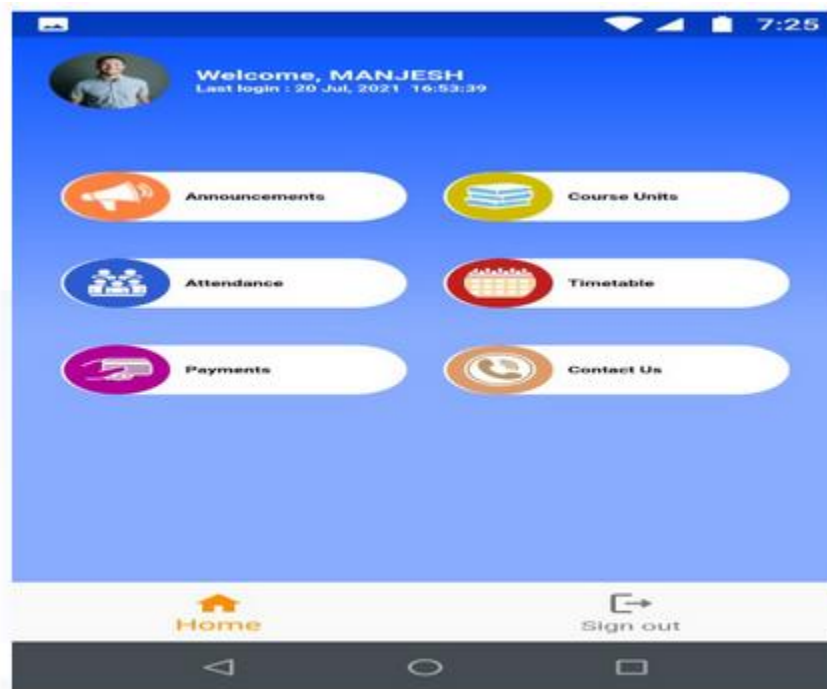 7:25
Welcome, MANJESH
Last login : 20 Jul, 2021 16:53:39
Announcements
Course Units
Attendance
Timetable
Payments
Contact Us
Home
Sign out